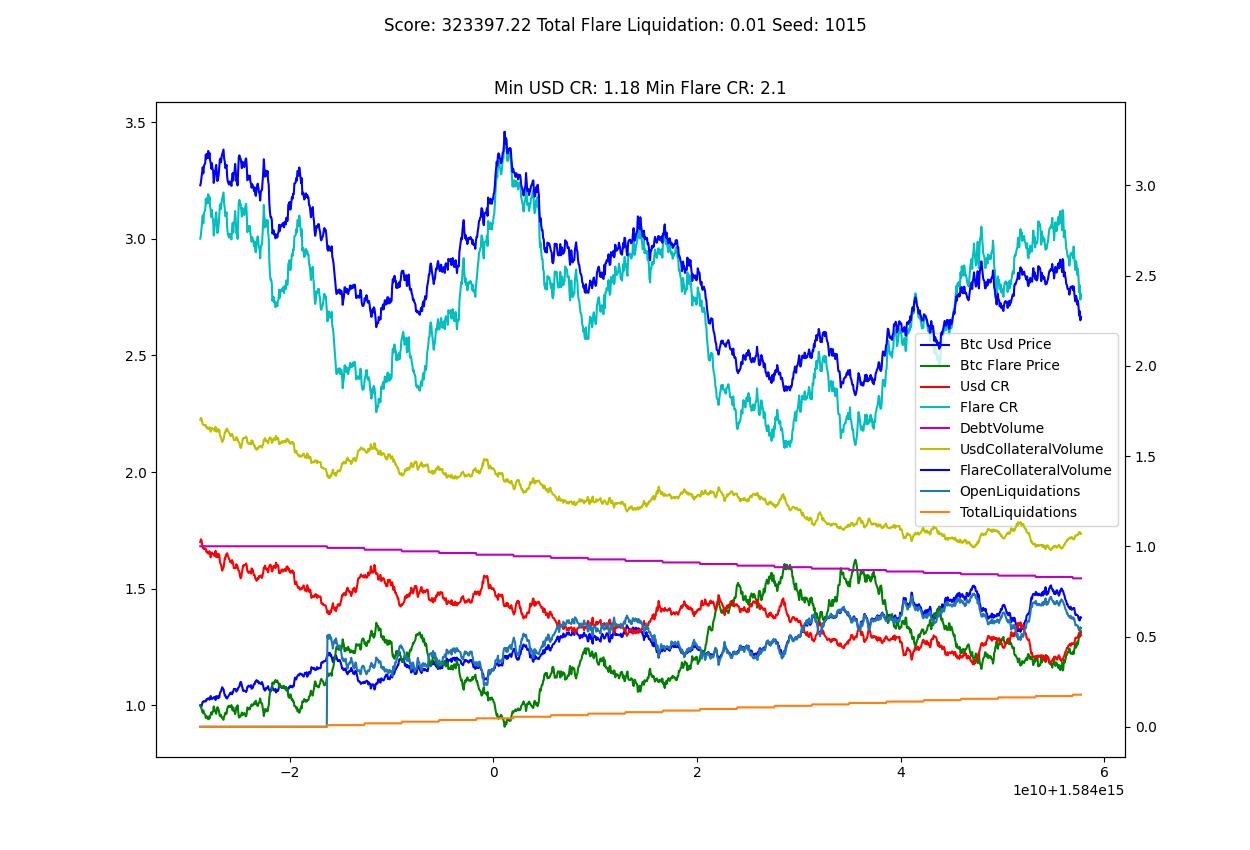 Score: 323397.22 Total Flare Liquidation: 0.01 Seed: 1015
Min USD CR: 1.18 Min Flare CR: 2.1
3.5
3.0
2.5
2.0
1.5
1.0
3.0
2.5
2.0
1.5
1.0
0.5
0.0
Btc Usd Price
Btc Flare Price
Usd CR
Flare CR
DebtVolume
UsdCollateralVolume
FlareCollateralVolume
OpenLiquidations
TotalLiquidations
−2 0 2 4 6
1e10+1.584e15